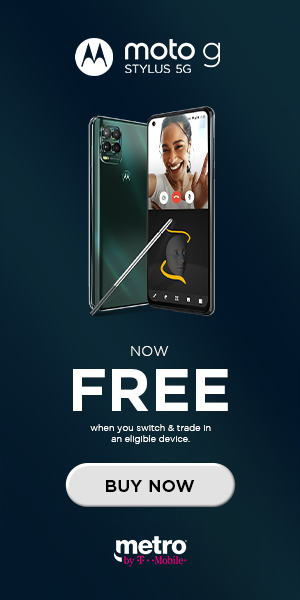 moto g
STYLUS 5G
NOW
FREE
when you switch & trade in
an eligible device.
BUY NOW
metro
by T-Mobile